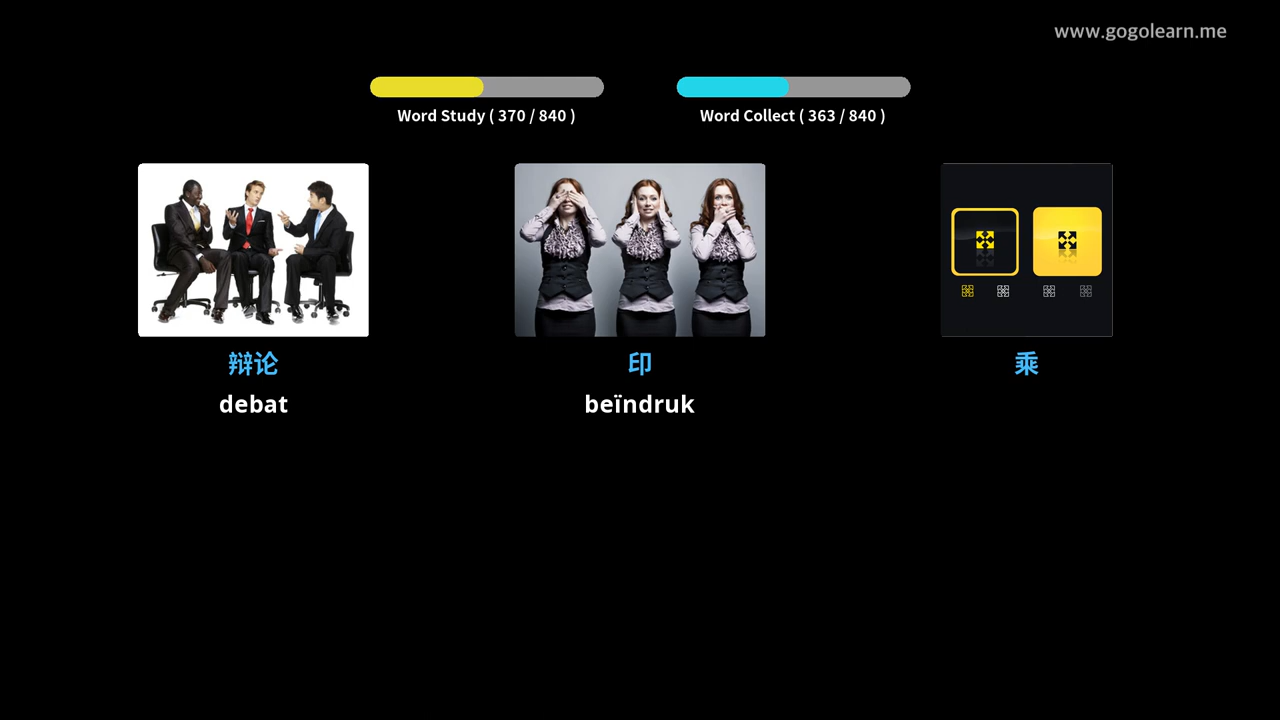 www.gogolearn.me
Word Study ( 370 / 840 )
Word Collect ( 363 / 840 )
辩论
印
乘
debat
beïndruk